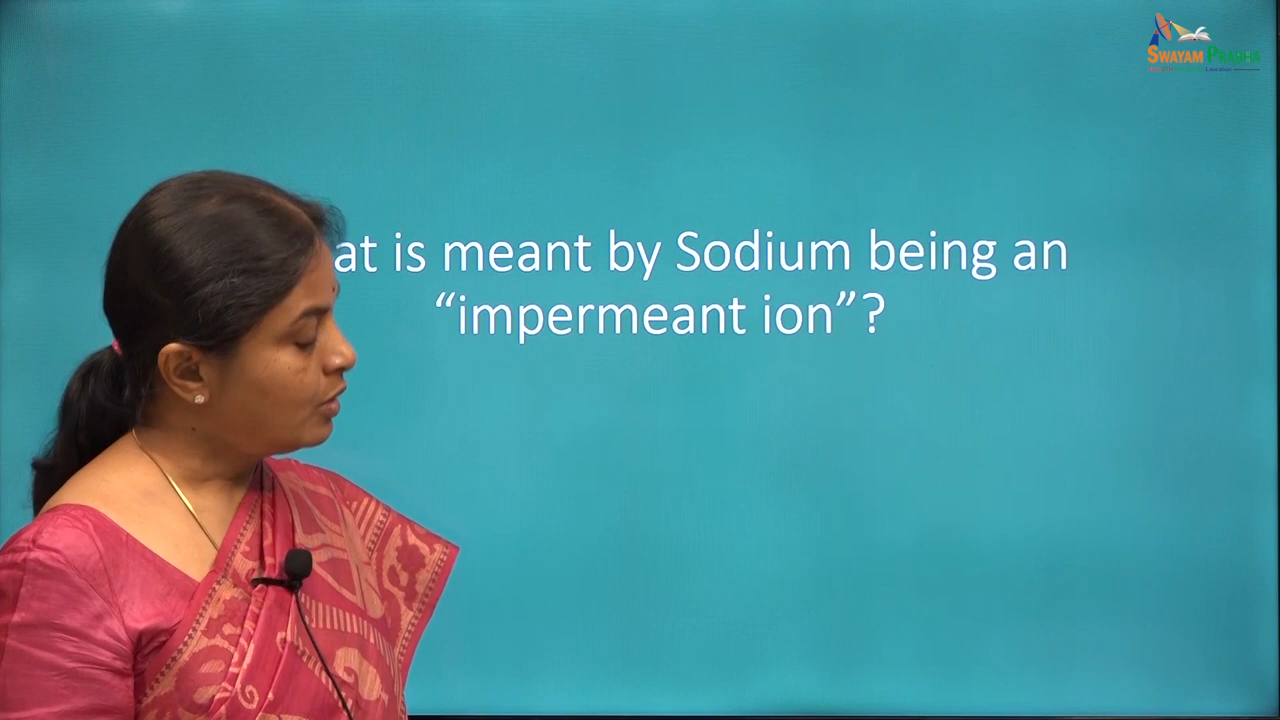 SWAYAM PRABHA
at is meant by Sodium being an
“impermeant ion”?